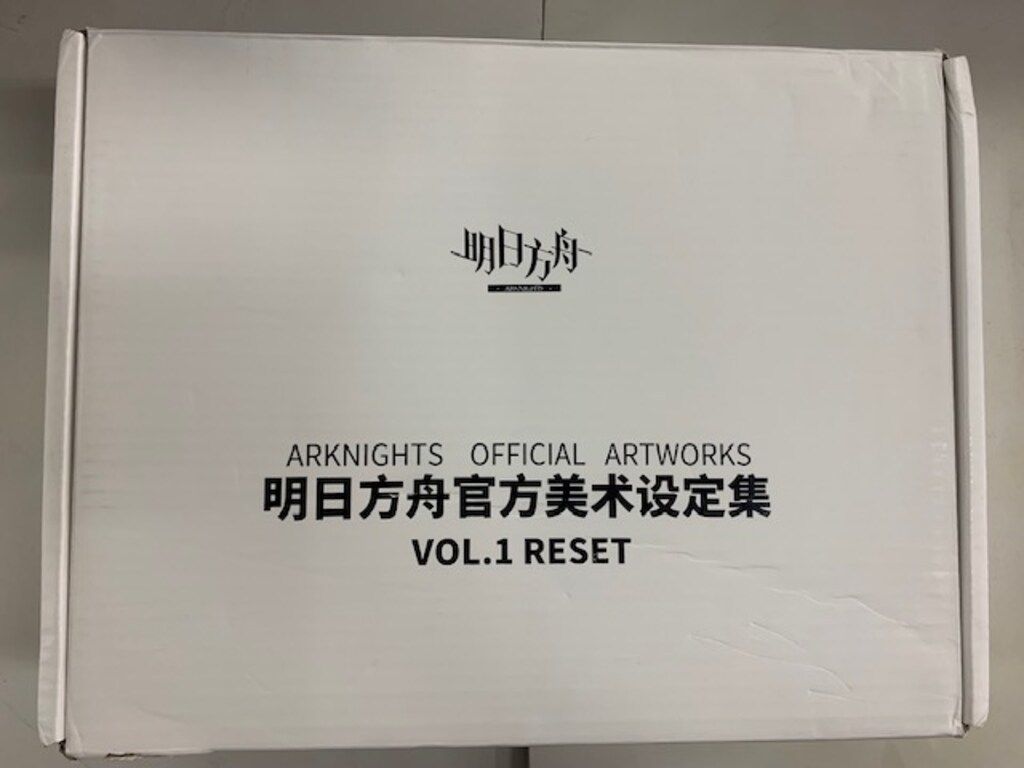 明日方舟
ARKNIGHTS
ARKNIGHTS OFFICIAL ARTWORKS
明日方舟官方美术设定集
VOL.1 RESET